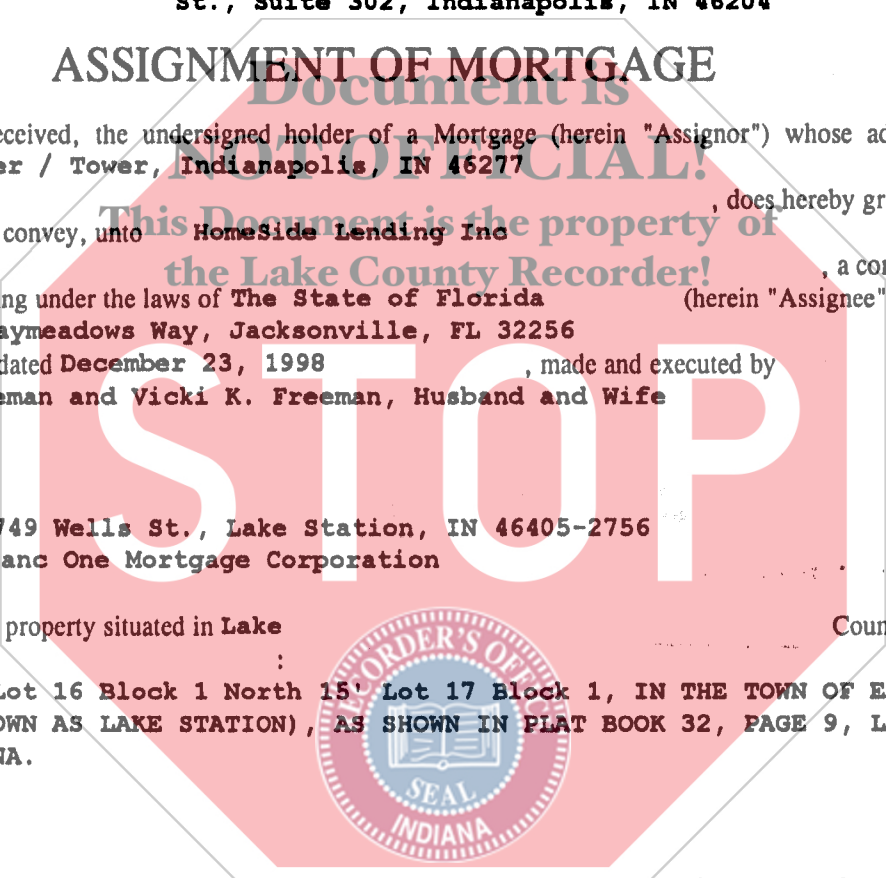 St., Suite 302, Indianapolis, IN 46204
ASSIGNMENT OF MORTGAGE
Document is
eceived, the undersigned holder of a Mortgage (herein "Assignor") whose ad
er / Tower, Indianapolis, IN 46277
NOT OFFICIAL!
, does hereby gr
convey, unto HomeSide Lending Inc
This Document is the property of
the Lake County Recorder!
, a cor
ng under the laws of The State of Florida (herein "Assignee"
aymeadows Way, Jacksonville, FL 32256
dated December 23, 1998 , made and executed by
eman and Vicki K. Freeman, Husband and Wife
STOP
749 Wells St., Lake Station, IN 46405-2756
anc One Mortgage Corporation
property situated in Lake Coun
:
Lot 16 Block 1 North 15' Lot 17 Block 1, IN THE TOWN OF E
OWN AS LAKE STATION), AS SHOWN IN PLAT BOOK 32, PAGE 9, L
NA.
RECORDER'S OFFICE
SEAL
INDIANA